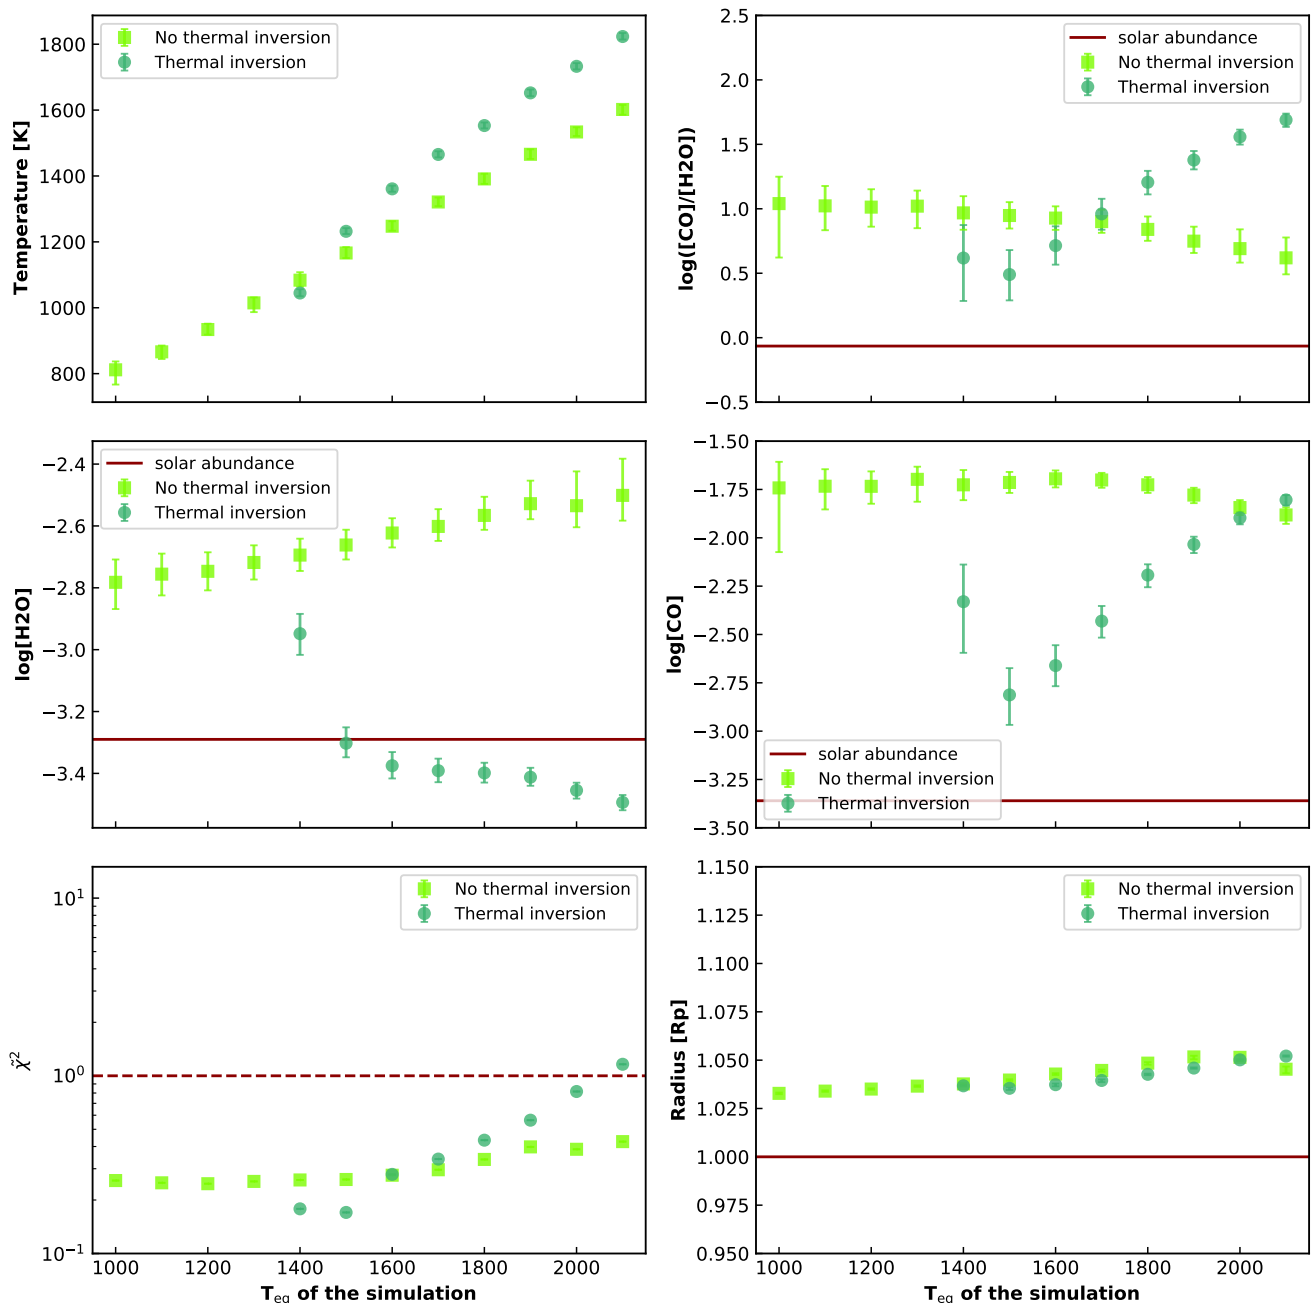 No thermal inversion
Thermal inversion
1800
1600
1400
1200
1000
800
Temperature [K]
solar abundance
No thermal inversion
Thermal inversion
2.5
2.0
1.5
1.0
0.5
0.0
−0.5
log([CO]/[H2O])
solar abundance
No thermal inversion
Thermal inversion
−2.4
−2.6
−2.8
−3.0
−3.2
−3.4
log[H2O]
−1.50
−1.75
−2.00
−2.25
−2.50
−2.75
−3.00
−3.25
−3.50
log[CO]
solar abundance
No thermal inversion
Thermal inversion
No thermal inversion
Thermal inversion
10¹
10⁰
10⁻¹
χ̃²
1000 1200 1400 1600 1800 2000
T_eq of the simulation
No thermal inversion
Thermal inversion
1.150
1.125
1.100
1.075
1.050
1.025
1.000
0.975
0.950
Radius [Rp]
1000 1200 1400 1600 1800 2000
T_eq of the simulation